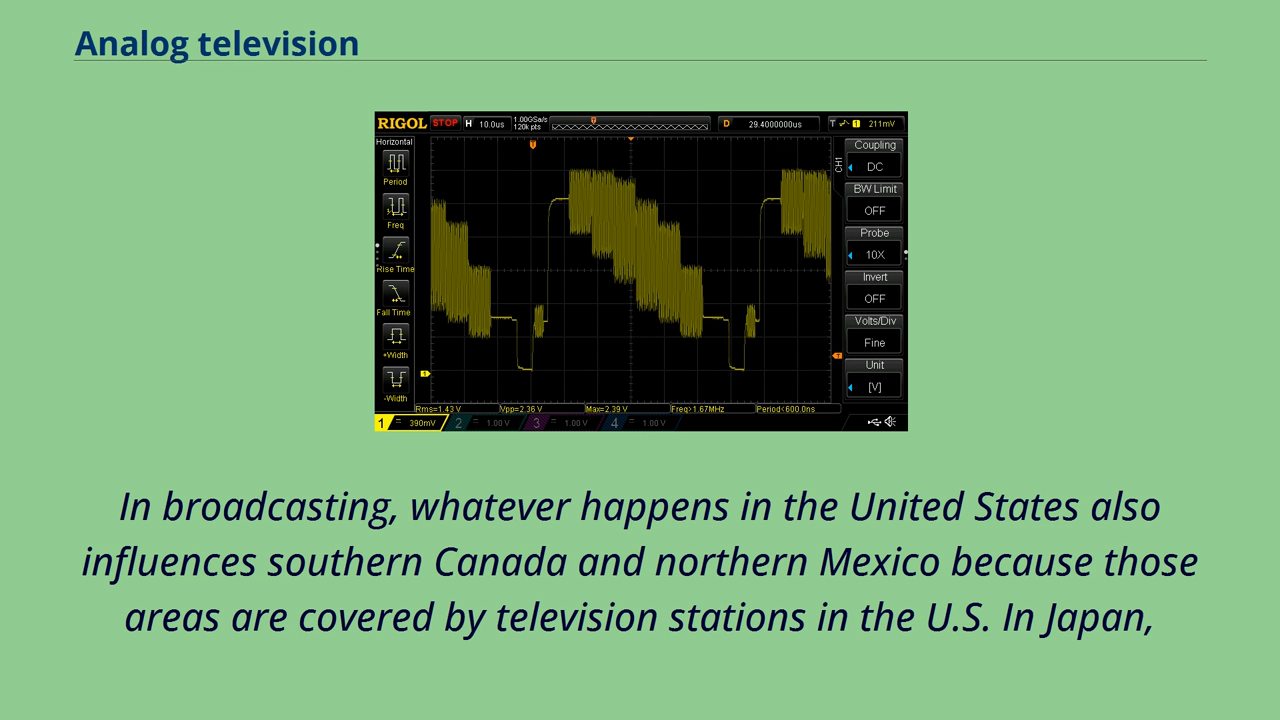 Analog television
RIGOL STOP H 10.0us 1.00GSa/s 120k pts D 29.4000000us T 1 211mV
Horizontal
Period
Freq
Rise Time
Fall Time
+Width
-Width
CH1
Coupling
DC
BW Limit
OFF
Probe
10X
Invert
OFF
Volts/Div
Fine
Unit
[V]
Rms=1.43 V Vpp=2.36 V Max=2.39 V Freq>1.67MHz Period<600.0ns
1 = 390mV 2 = 1.00 V 3 = 1.00 V 4 = 1.00 V
In broadcasting, whatever happens in the United States also
influences southern Canada and northern Mexico because those
areas are covered by television stations in the U.S. In Japan,